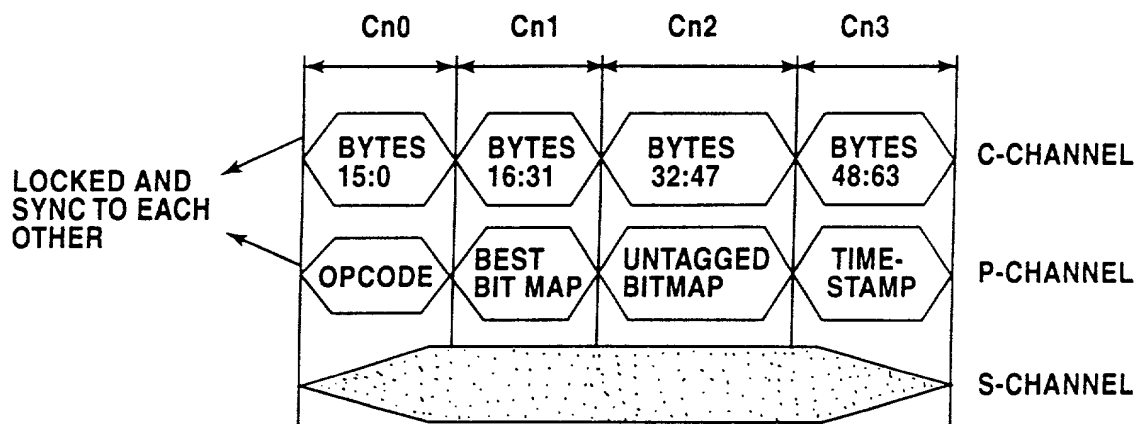 Cn0 Cn1 Cn2 Cn3
BYTES 15:0
BYTES 16:31
BYTES 32:47
BYTES 48:63
C-CHANNEL
LOCKED AND
SYNC TO EACH
OTHER
OPCODE
BEST
BIT MAP
UNTAGGED
BITMAP
TIME-
STAMP
P-CHANNEL
S-CHANNEL